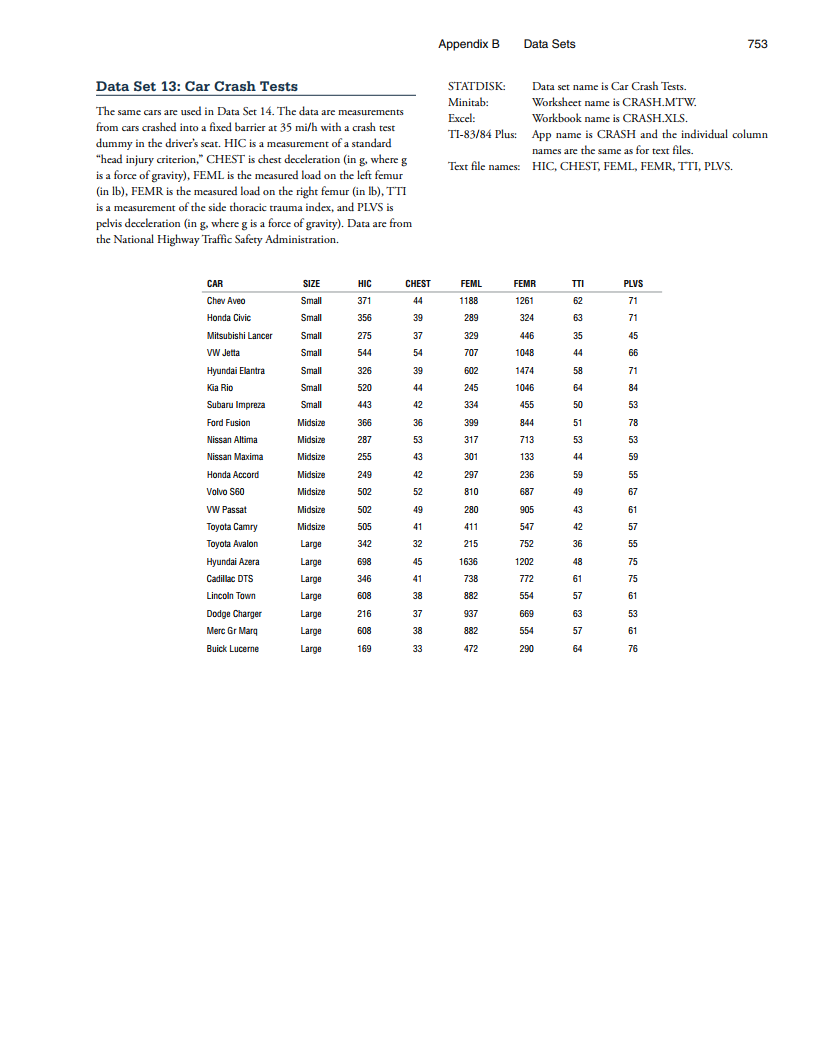 Appendix B Data Sets 753
Data Set 13: Car Crash Tests
The same cars are used in Data Set 14. The data are measurements
from cars crashed into a fixed barrier at 35 mi/h with a crash test
dummy in the driver's seat. HIC is a measurement of a standard
"head injury criterion," CHEST is chest deceleration (in g, where g
is a force of gravity), FEML is the measured load on the left femur
(in lb), FEMR is the measured load on the right femur (in lb), TTI
is a measurement of the side thoracic trauma index, and PLVS is
pelvis deceleration (in g, where g is a force of gravity). Data are from
the National Highway Traffic Safety Administration.
STATDISK: Data set name is Car Crash Tests.
Minitab: Worksheet name is CRASH.MTW.
Excel: Workbook name is CRASH.XLS.
TI-83/84 Plus: App name is CRASH and the individual column
names are the same as for text files.
Text file names: HIC, CHEST, FEML, FEMR, TTI, PLVS.
CAR SIZE HIC CHEST FEML FEMR TTI PLVS
Chev Aveo Small 371 44 1188 1261 62 71
Honda Civic Small 356 39 289 324 63 71
Mitsubishi Lancer Small 275 37 329 446 35 45
VW Jetta Small 544 54 707 1048 44 66
Hyundai Elantra Small 326 39 602 1474 58 71
Kia Rio Small 520 44 245 1046 64 84
Subaru Impreza Small 443 42 334 455 50 53
Ford Fusion Midsize 366 36 399 844 51 78
Nissan Altima Midsize 287 53 317 713 53 53
Nissan Maxima Midsize 255 43 301 133 44 59
Honda Accord Midsize 249 42 297 236 59 55
Volvo S60 Midsize 502 52 810 687 49 67
VW Passat Midsize 502 49 280 905 43 61
Toyota Camry Midsize 505 41 411 547 42 57
Toyota Avalon Large 342 32 215 752 36 55
Hyundai Azera Large 698 45 1636 1202 48 75
Cadillac DTS Large 346 41 738 772 61 75
Lincoln Town Large 608 38 882 554 57 61
Dodge Charger Large 216 37 937 669 63 53
Merc Gr Marq Large 608 38 882 554 57 61
Buick Lucerne Large 169 33 472 290 64 76